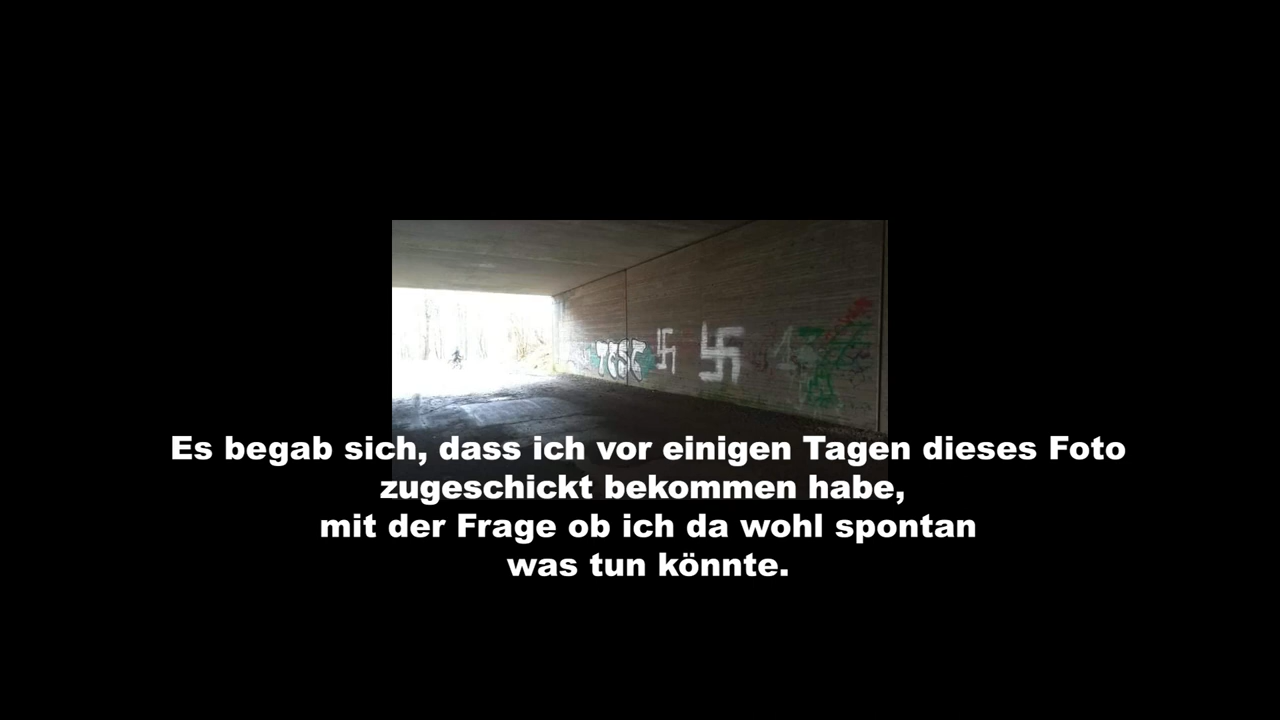 TEST
Es begab sich, dass ich vor einigen Tagen dieses Foto
zugeschickt bekommen habe,
mit der Frage ob ich da wohl spontan
was tun könnte.